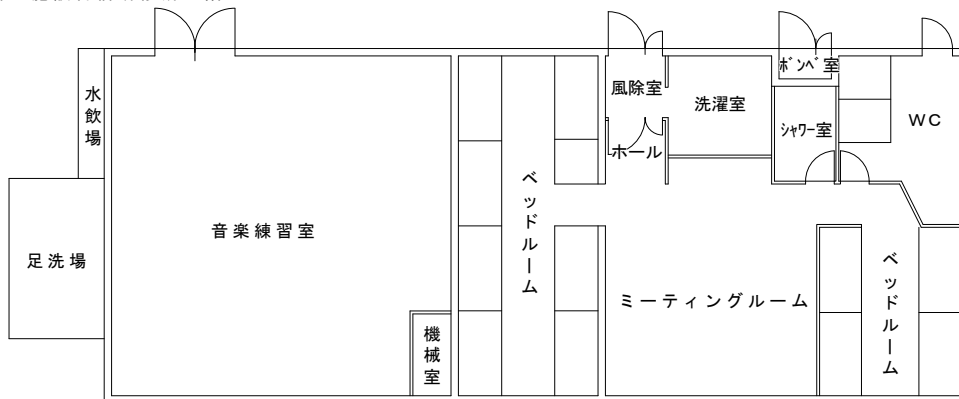 ボンベ室
風除室
洗濯室
水飲場
シャワー室
WC
ホール
ベッドルーム
音楽練習室
足洗場
ミーティングルーム
ベッドルーム
機械室